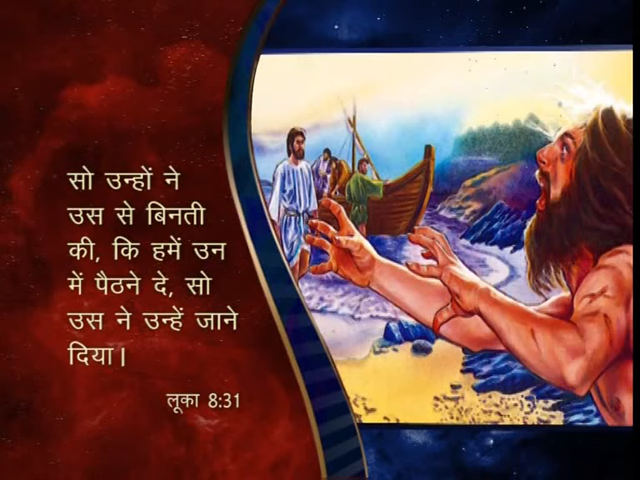 सो उन्हों ने
उस से बिनती
की, कि हमें उन
में पैठने दे, सो
उस ने उन्हें जाने
दिया।
लूका 8:31